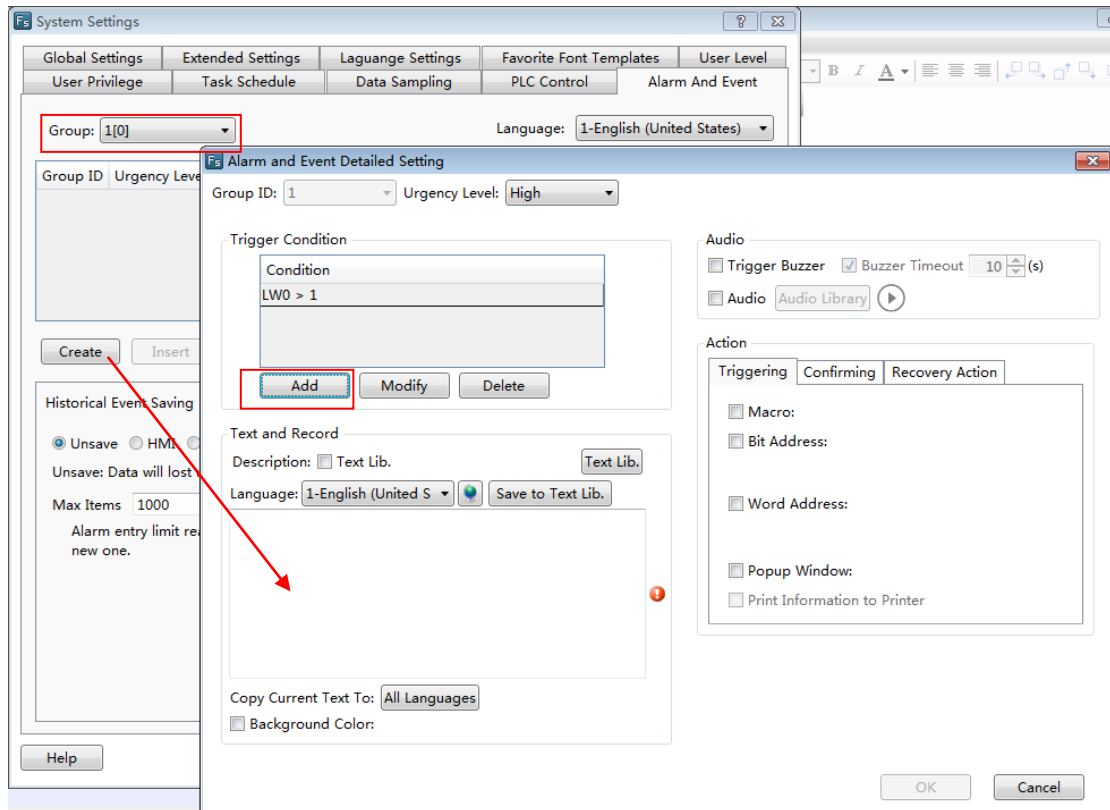 Fs System Settings
Global Settings Extended Settings Laguange Settings Favorite Font Templates User Level
User Privilege Task Schedule Data Sampling PLC Control Alarm And Event
B I A
Group: 1[0] Language: 1-English (United States)
Group ID Urgency Leve
Create Insert
Historical Event Saving
Unsave HMI
Unsave: Data will lost
Max Items 1000
Alarm entry limit rea
new one.
Help
Fs Alarm and Event Detailed Setting
Group ID: 1 Urgency Level: High
Trigger Condition
Condition
LW0 > 1
Add Modify Delete
Text and Record
Description: Text Lib. Text Lib.
Language: 1-English (United S Save to Text Lib.
Copy Current Text To: All Languages
Background Color:
Audio
Trigger Buzzer Buzzer Timeout 10 (s)
Audio Audio Library
Action
Triggering Confirming Recovery Action
Macro:
Bit Address:
Word Address:
Popup Window:
Print Information to Printer
OK Cancel